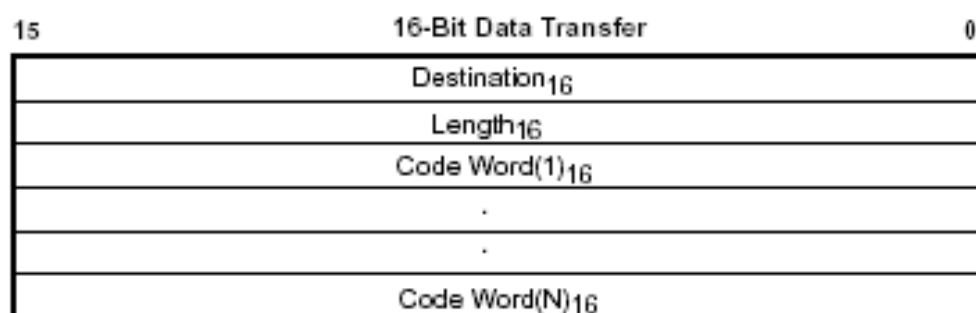 15 16-Bit Data Transfer 0
Destination16
Length16
Code Word(1)16
.
.
Code Word(N)16